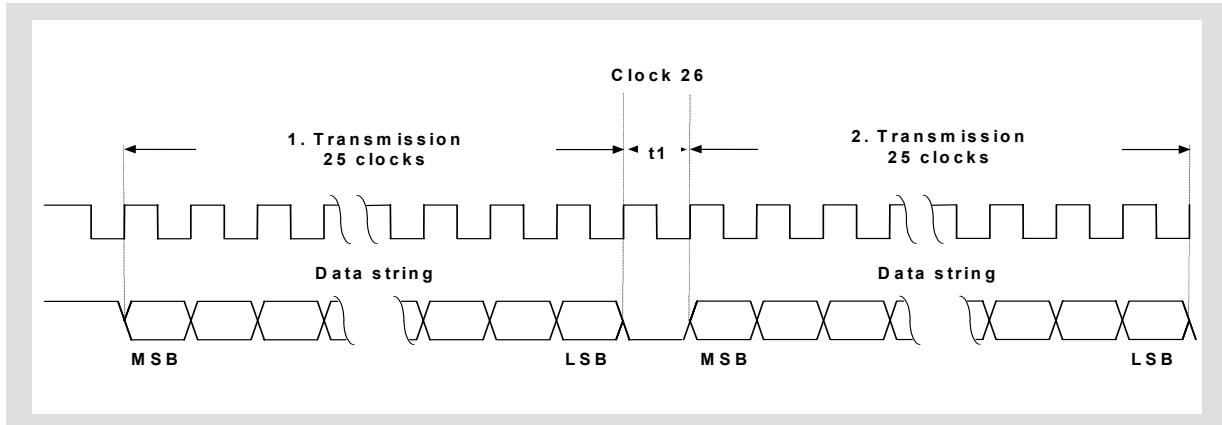 Clock 26
1. Transmission
25 clocks
t1
2. Transmission
25 clocks
Data string
Data string
MSB
LSB
MSB
LSB